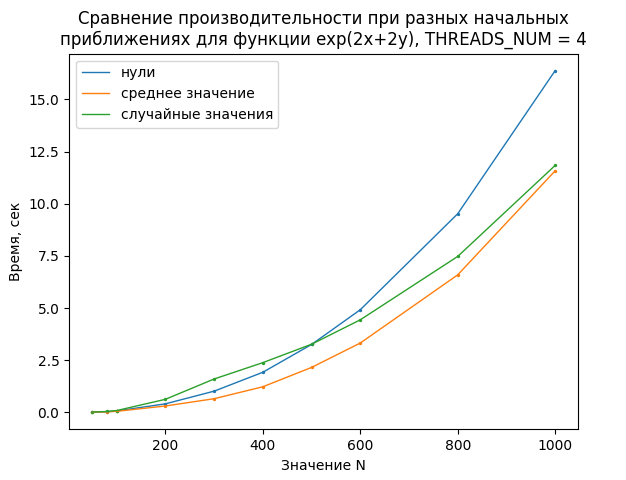 Сравнение производительности при разных начальных
приближениях для функции exp(2x+2y), THREADS_NUM = 4
нули
среднее значение
случайные значения
Время, сек
15.0
12.5
10.0
7.5
5.0
2.5
0.0
200
400
600
800
1000
Значение N